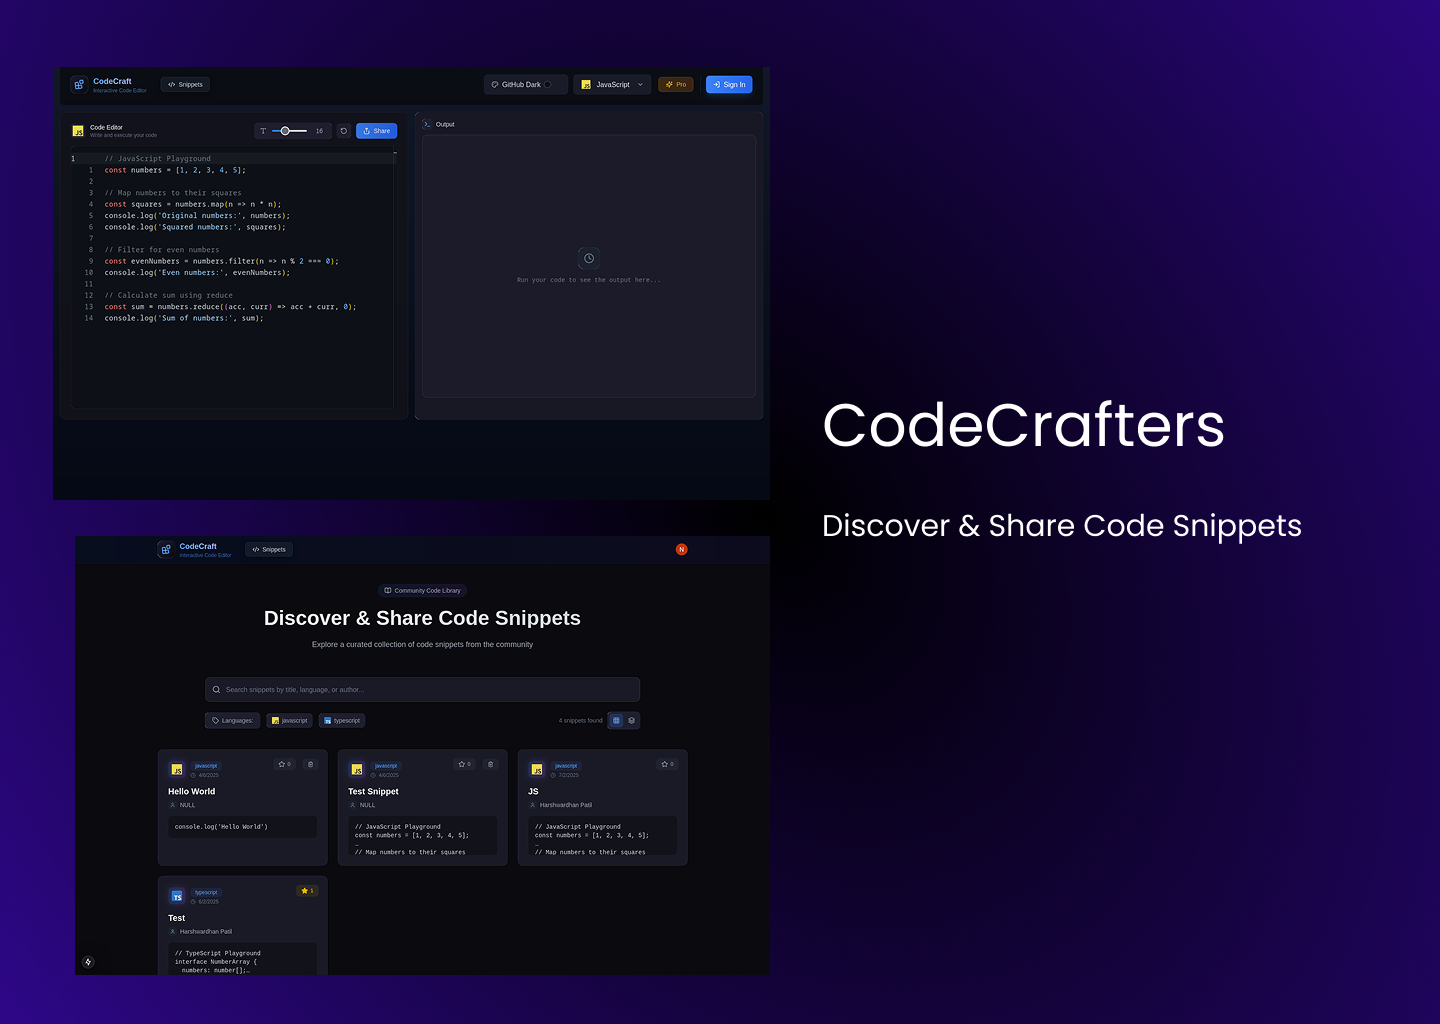 CodeCraft
Interactive Code Editor
Snippets
GitHub Dark
JavaScript
Pro
Sign In
JS
Code Editor
Write and execute your code
16
Share
1 // JavaScript Playground
1 const numbers = [1, 2, 3, 4, 5];
2
3 // Map numbers to their squares
4 const squares = numbers.map(n => n * n);
5 console.log('Original numbers:', numbers);
6 console.log('Squared numbers:', squares);
7
8 // Filter for even numbers
9 const evenNumbers = numbers.filter(n => n % 2 === 0);
10 console.log('Even numbers:', evenNumbers);
11
12 // Calculate sum using reduce
13 const sum = numbers.reduce((acc, curr) => acc + curr, 0);
14 console.log('Sum of numbers:', sum);
Output
Run your code to see the output here...
CodeCrafters
Discover & Share Code Snippets
CodeCraft
Interactive Code Editor
Snippets
N
Community Code Library
Discover & Share Code Snippets
Explore a curated collection of code snippets from the community
Search snippets by title, language, or author...
Languages:
JS javascript
TS typescript
4 snippets found
JS
javascript
0
4/6/2025
Hello World
NULL
console.log('Hello World')
JS
javascript
0
4/6/2025
Test Snippet
NULL
// JavaScript Playground
const numbers = [1, 2, 3, 4, 5];
…
// Map numbers to their squares
JS
javascript
0
7/2/2025
JS
Harshwardhan Patil
// JavaScript Playground
const numbers = [1, 2, 3, 4, 5];
…
// Map numbers to their squares
TS
typescript
1
6/2/2025
Test
Harshwardhan Patil
// TypeScript Playground
interface NumberArray {
numbers: number[];…